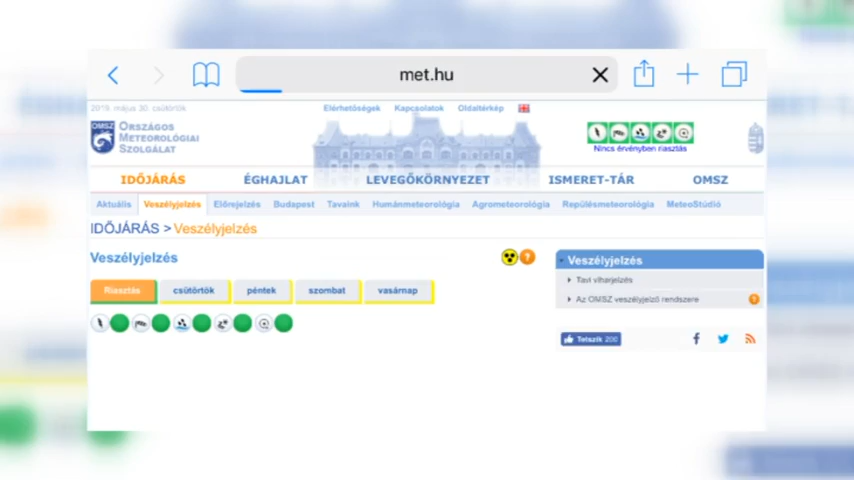 met.hu
2019. május 30. csütörtök
Elérhetőségek Kapcsolatok Oldaltérkép
OMSZ
ORSZÁGOS
METEOROLÓGIAI
SZOLGÁLAT
Nincs érvényben riasztás
IDŐJÁRÁS ÉGHAJLAT LEVEGŐKÖRNYEZET ISMERET-TÁR OMSZ
Aktuális Veszélyjelzés Előrejelzés Budapest Tavaink Humánmeteorológia Agrometeorológia Repülésmeteorológia MeteoStúdió
IDŐJÁRÁS > Veszélyjelzés
Veszélyjelzés
Riasztás csütörtök péntek szombat vasárnap
Veszélyjelzés
Tavi viharjelzés
Az OMSZ veszélyjelző rendszere
Tetszik 200